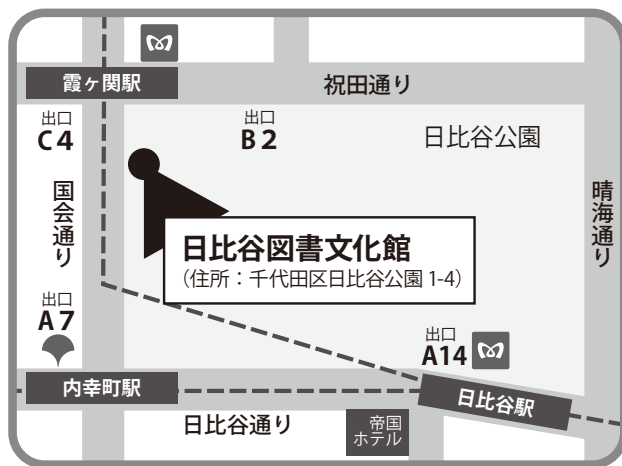 霞ヶ関駅
祝田通り
出口
C4
出口
B2
日比谷公園
国会通り
晴海通り
日比谷図書文化館
（住所：千代田区日比谷公園 1-4）
出口
A7
出口
A14
内幸町駅
日比谷駅
日比谷通り
帝国
ホテル